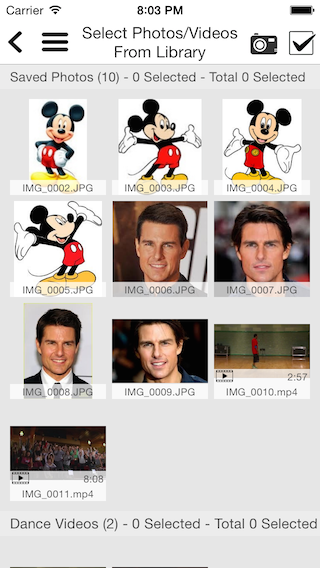 Carrier 8:03 PM
Select Photos/Videos
From Library
Saved Photos (10) - 0 Selected - Total 0 Selected
IMG_0002.JPG IMG_0003.JPG IMG_0004.JPG
IMG_0005.JPG IMG_0006.JPG IMG_0007.JPG
2:57
IMG_0008.JPG IMG_0009.JPG IMG_0010.mp4
8:08
IMG_0011.mp4
Dance Videos (2) - 0 Selected - Total 0 Selected